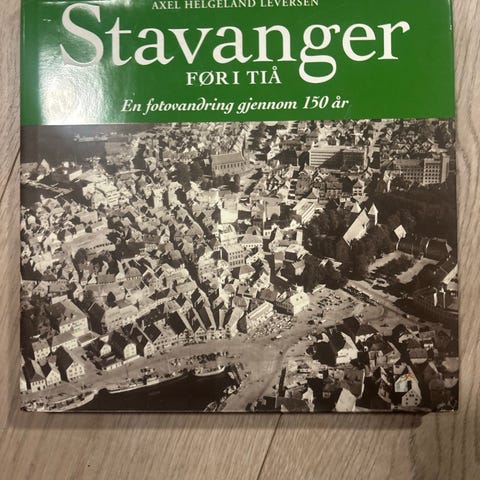 AXEL HELGELAND LEVERSEN
Stavanger
FØR I TIÅ
En fotovandring gjennom 150 år